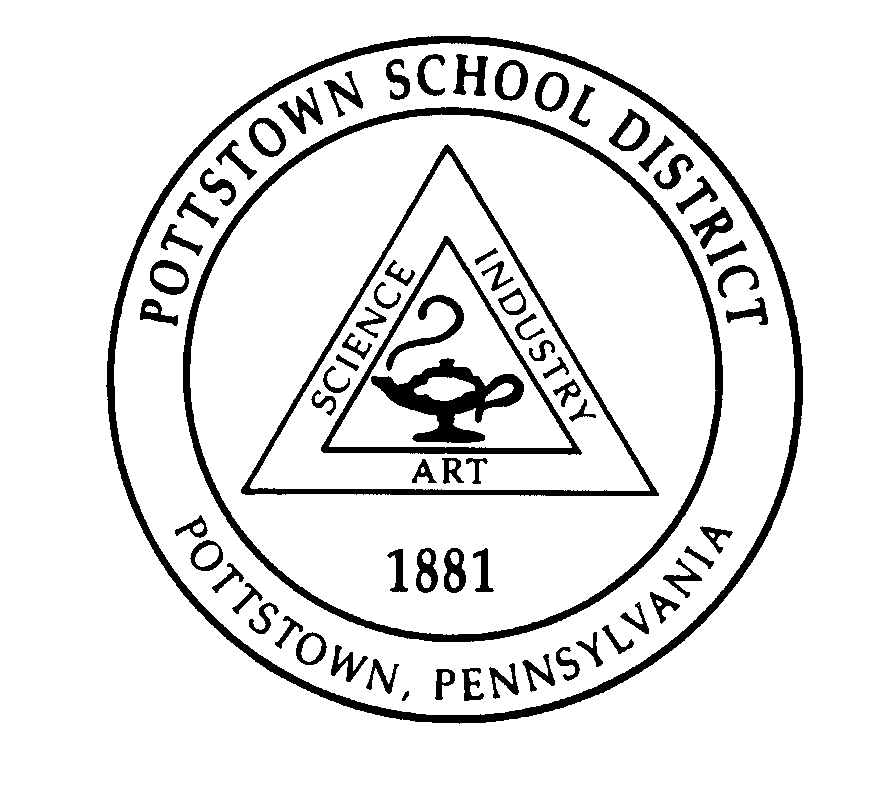 POTTSTOWN SCHOOL DISTRICT
SCIENCE
INDUSTRY
ART
1881
POTTSTOWN, PENNSYLVANIA